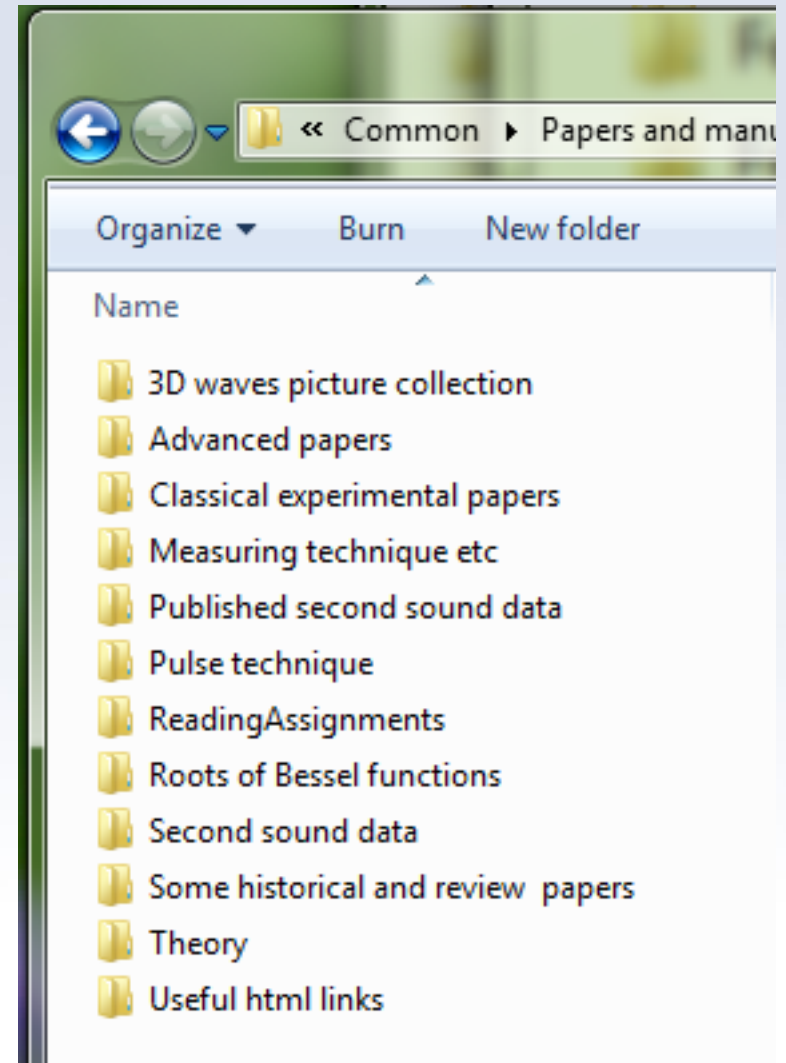 « Common ▸ Papers and manu
Organize ▾ Burn New folder
Name
3D waves picture collection
Advanced papers
Classical experimental papers
Measuring technique etc
Published second sound data
Pulse technique
ReadingAssignments
Roots of Bessel functions
Second sound data
Some historical and review  papers
Theory
Useful html links